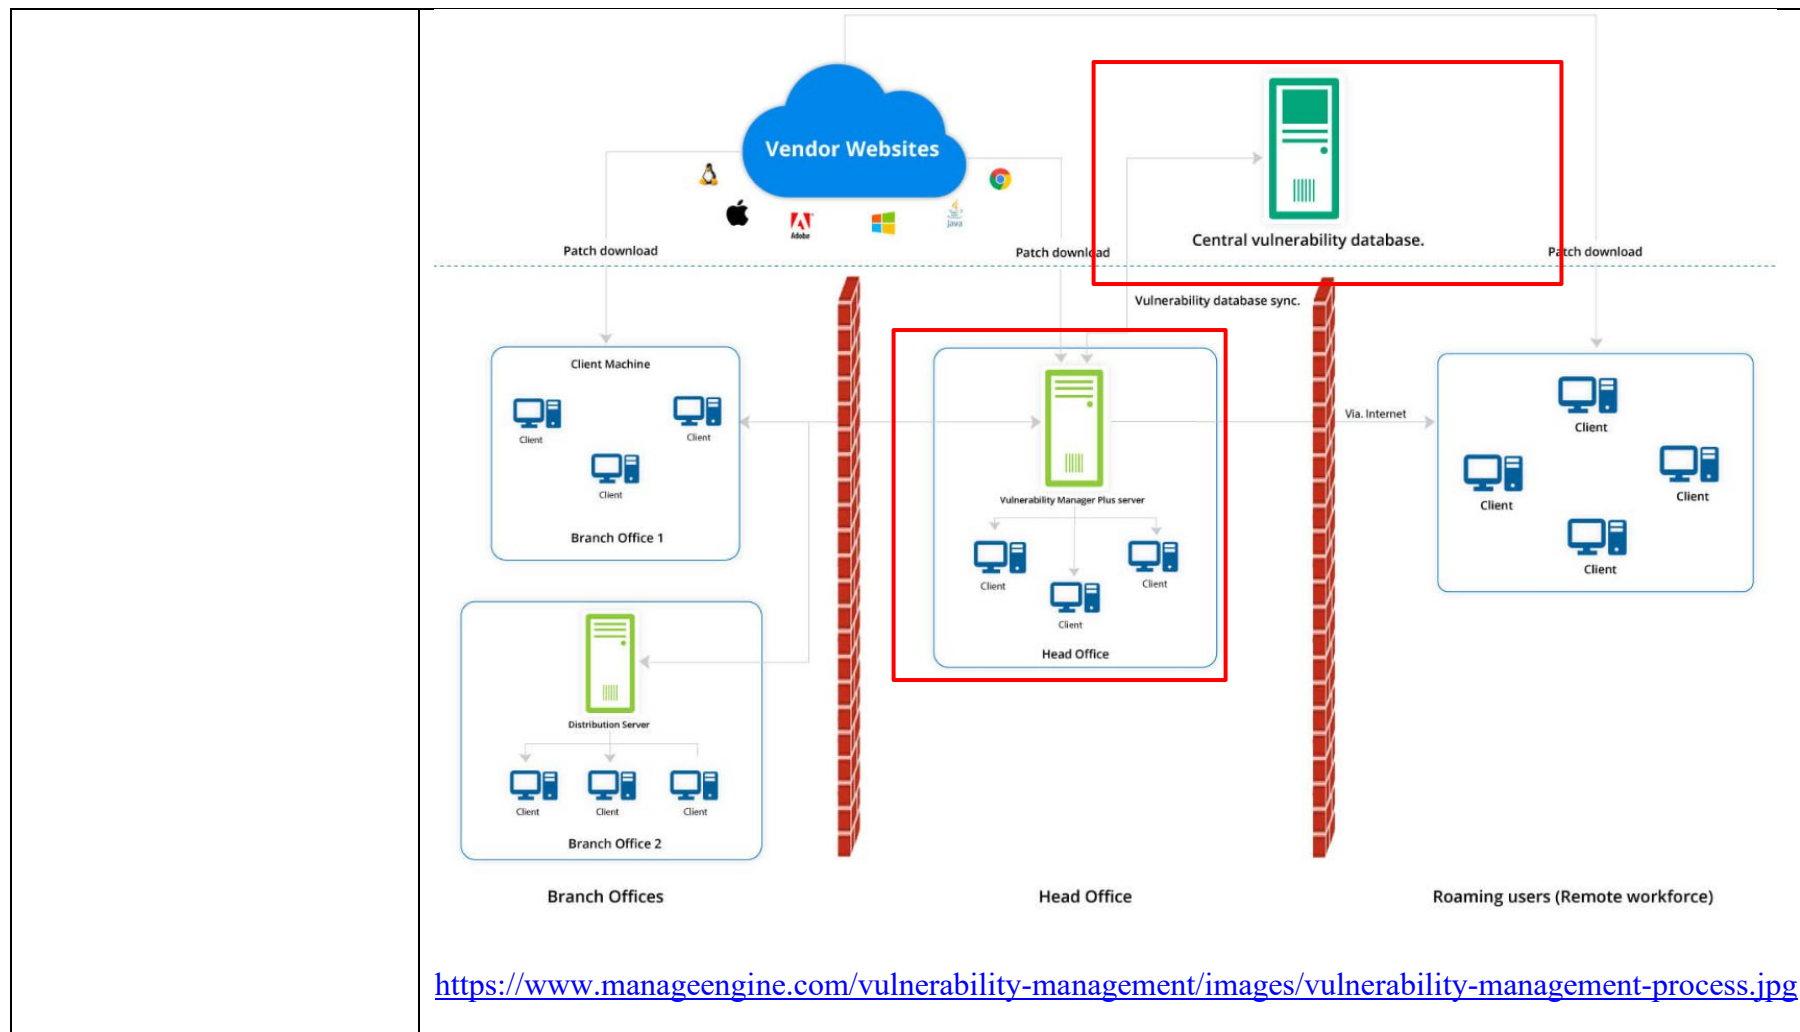 Vendor Websites
Adobe
Java
Central vulnerability database.
Patch download
Patch download
Patch download
Vulnerability database sync.
Client Machine
Client
Client
Client
Branch Office 1
Vulnerability Manager Plus server
Client
Client
Client
Head Office
Via. Internet
Client
Client
Client
Client
Distribution Server
Client
Client
Client
Branch Office 2
Branch Offices
Head Office
Roaming users (Remote workforce)
https://www.manageengine.com/vulnerability-management/images/vulnerability-management-process.jpg